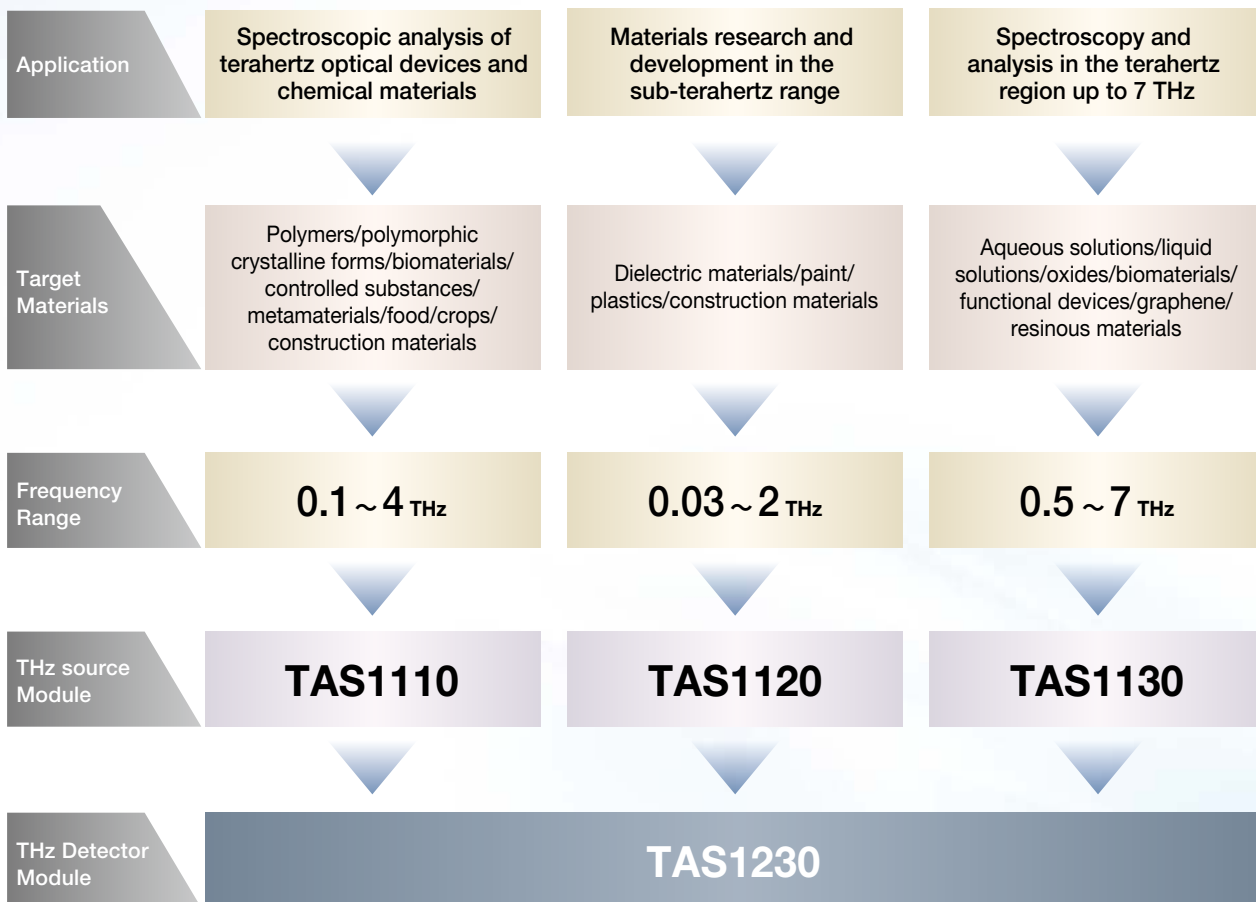 Application
Spectroscopic analysis of
terahertz optical devices and
chemical materials
Materials research and
development in the
sub-terahertz range
Spectroscopy and
analysis in the terahertz
region up to 7 THz
Target
Materials
Polymers/polymorphic
crystalline forms/biomaterials/
controlled substances/
metamaterials/food/crops/
construction materials
Dielectric materials/paint/
plastics/construction materials
Aqueous solutions/liquid
solutions/oxides/biomaterials/
functional devices/graphene/
resinous materials
Frequency
Range
0.1 ~ 4 THz
0.03 ~ 2 THz
0.5 ~ 7 THz
THz source
Module
TAS1110
TAS1120
TAS1130
THz Detector
Module
TAS1230